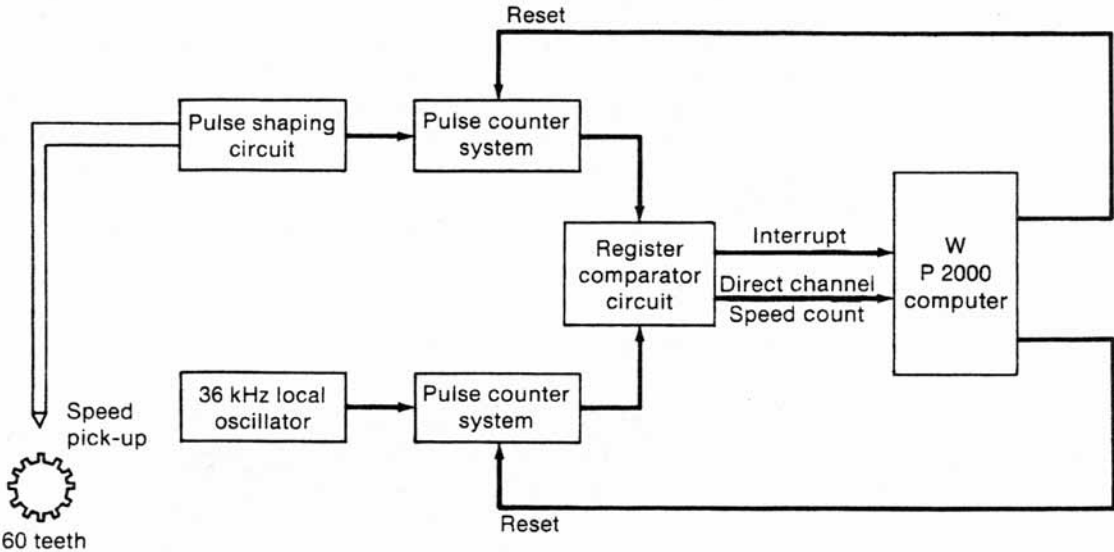 Reset
Pulse shaping
circuit
Pulse counter
system
Register
comparator
circuit
Interrupt
Direct channel
Speed count
W
P 2000
computer
36 kHz local
oscillator
Pulse counter
system
Speed
pick-up
60 teeth
Reset